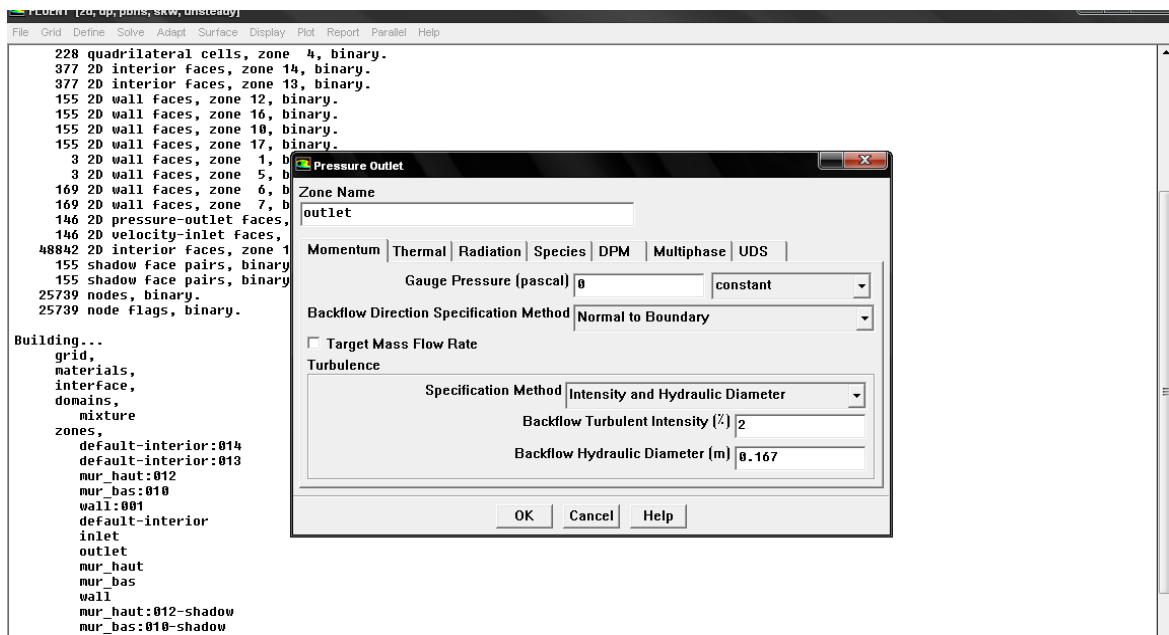 FLUENT [2d, dp, pbns, skw, unsteady]
File Grid Define Solve Adapt Surface Display Plot Report Parallel Help
228 quadrilateral cells, zone 4, binary.
377 2D interior faces, zone 14, binary.
377 2D interior faces, zone 13, binary.
155 2D wall faces, zone 12, binary.
155 2D wall faces, zone 16, binary.
155 2D wall faces, zone 10, binary.
155 2D wall faces, zone 17, binary.
3 2D wall faces, zone 1, b
3 2D wall faces, zone 5, b
169 2D wall faces, zone 6, b
169 2D wall faces, zone 7, b
146 2D pressure-outlet faces,
146 2D velocity-inlet faces,
48842 2D interior faces, zone 1
155 shadow face pairs, binary
155 shadow face pairs, binary
25739 nodes, binary.
25739 node flags, binary.
Building...
grid,
materials,
interface,
domains,
mixture
zones,
default-interior:014
default-interior:013
mur_haut:012
mur_bas:010
wall:001
default-interior
inlet
outlet
mur_haut
mur_bas
wall
mur_haut:012-shadow
mur_bas:010-shadow
Pressure Outlet
Zone Name
outlet
Momentum Thermal Radiation Species DPM Multiphase UDS
Gauge Pressure (pascal) 0 constant
Backflow Direction Specification Method Normal to Boundary
Target Mass Flow Rate
Turbulence
Specification Method Intensity and Hydraulic Diameter
Backflow Turbulent Intensity (%) 2
Backflow Hydraulic Diameter (m) 0.167
OK Cancel Help